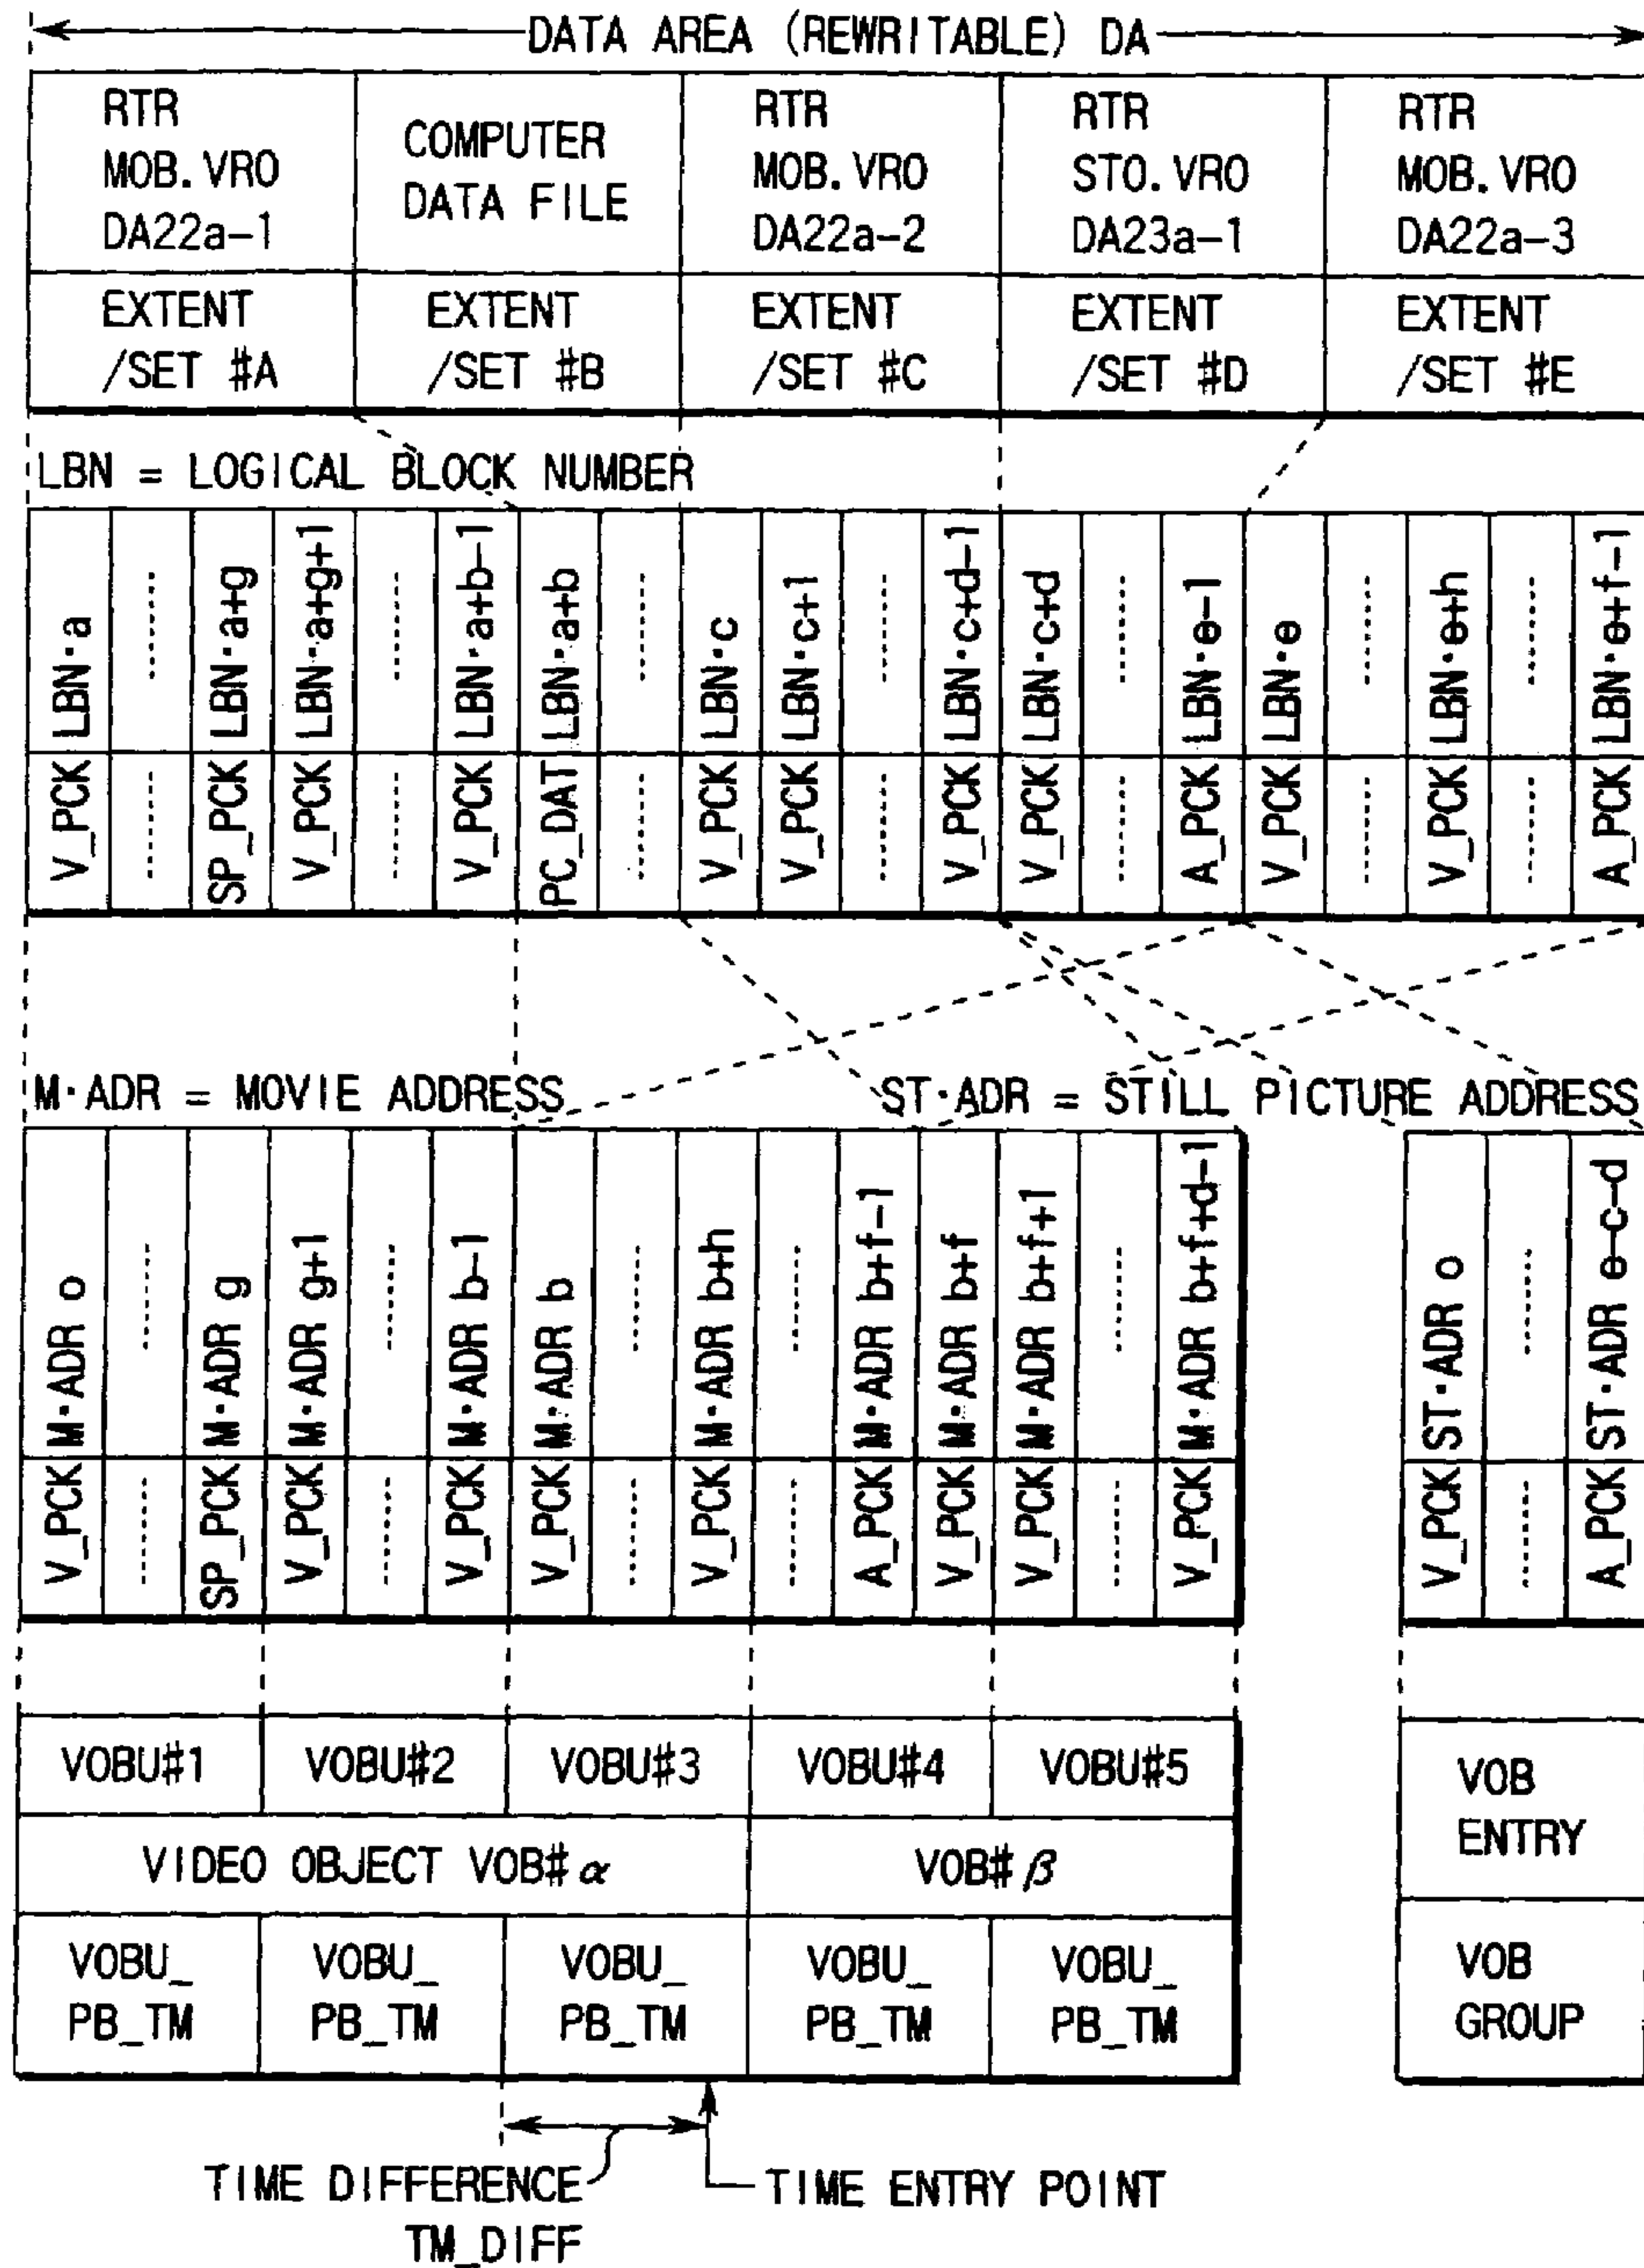 DATA AREA (REWRITABLE) DA
RTR MOB.VRO DA22a-1
COMPUTER DATA FILE
RTR MOB.VRO DA22a-2
RTR STO.VRO DA23a-1
RTR MOB.VRO DA22a-3
EXTENT /SET #A
EXTENT /SET #B
EXTENT /SET #C
EXTENT /SET #D
EXTENT /SET #E
LBN = LOGICAL BLOCK NUMBER
LBN·a
LBN·a+g
LBN·a+g+1
LBN·a+b-1
LBN·a+b
LBN·c
LBN·c+1
LBN·c+d-1
LBN·c+d
LBN·e-1
LBN·e
LBN·e+h
LBN·e+f-1
V_PCK
SP_PCK
V_PCK
V_PCK
PC_DAT
V_PCK
V_PCK
V_PCK
V_PCK
A_PCK
V_PCK
V_PCK
A_PCK
M·ADR = MOVIE ADDRESS
ST·ADR = STILL PICTURE ADDRESS
M·ADR o
M·ADR g
M·ADR g+1
M·ADR b-1
M·ADR b
M·ADR b+h
M·ADR b+f-1
M·ADR b+f
M·ADR b+f+1
M·ADR b+f+d-1
ST·ADR o
ST·ADR e-c-d
V_PCK
SP_PCK
V_PCK
V_PCK
V_PCK
V_PCK
A_PCK
V_PCK
V_PCK
V_PCK
V_PCK
A_PCK
VOBU#1
VOBU#2
VOBU#3
VOBU#4
VOBU#5
VOB ENTRY
VIDEO OBJECT VOB#α
VOB#β
VOBU_ PB_TM
VOBU_ PB_TM
VOBU_ PB_TM
VOBU_ PB_TM
VOBU_ PB_TM
VOB GROUP
TIME DIFFERENCE TM_DIFF
TIME ENTRY POINT